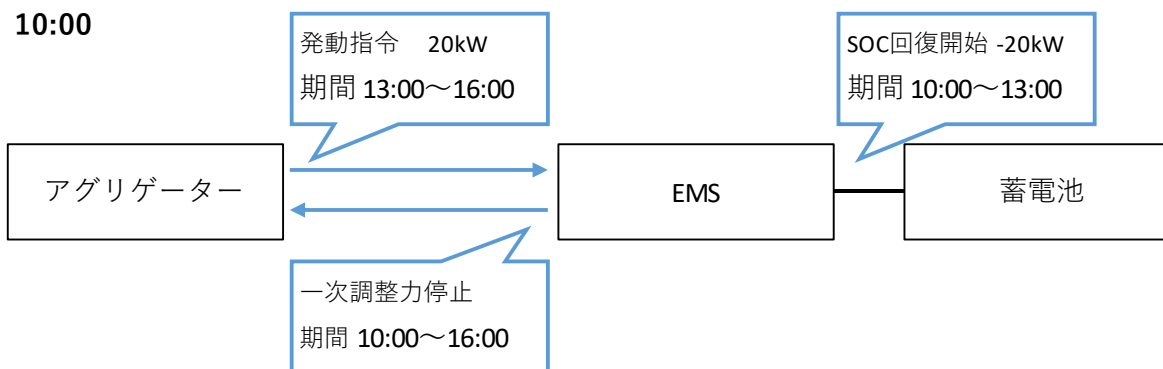 10:00
発動指令 20kW
期間 13:00～16:00
SOC回復開始 -20kW
期間 10:00～13:00
アグリゲーター
EMS
蓄電池
一次調整力停止
期間 10:00～16:00